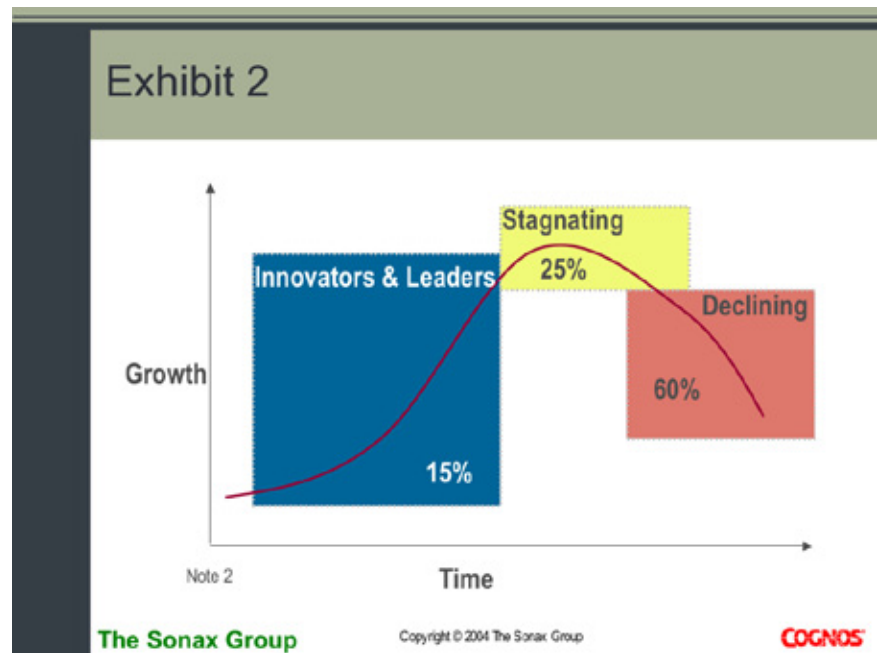 Exhibit 2
Stagnating
25%
Innovators & Leaders
Declining
Growth
60%
15%
Note 2
Time
The Sonax Group
Copyright © 2004 The Sonax Group
COGNOS